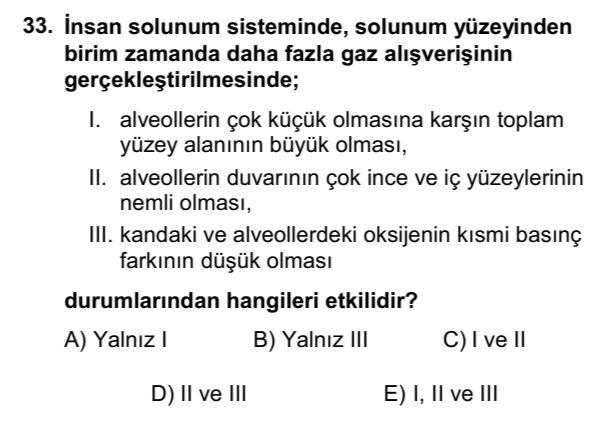 33. İnsan solunum sisteminde, solunum yüzeyinden
birim zamanda daha fazla gaz alışverişinin
gerçekleştirilmesinde;
I. alveollerin çok küçük olmasına karşın toplam
yüzey alanının büyük olması,
II. alveollerin duvarının çok ince ve iç yüzeylerinin
nemli olması,
III. kandaki ve alveollerdeki oksijenin kısmi basınç
farkının düşük olması
durumlarından hangileri etkilidir?
A) Yalnız I B) Yalnız III C) I ve II
D) II ve III E) I, II ve III